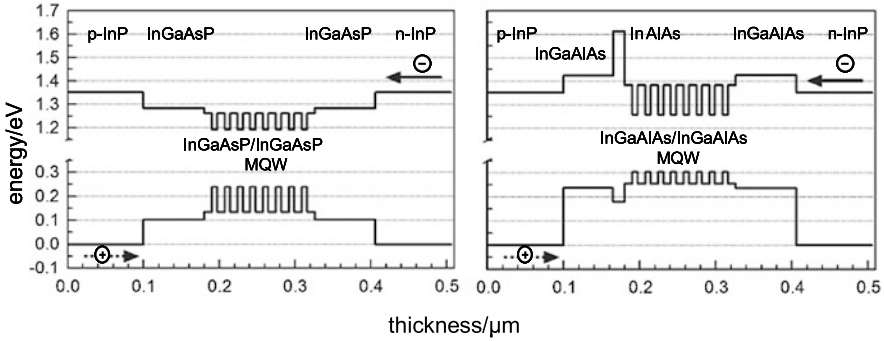 1.7
1.6
1.5
1.4
1.3
1.2
0.3
0.2
0.1
0.0
-0.1
energy/eV
p-InP InGaAsP InGaAsP n-InP
−
InGaAsP/InGaAsP
MQW
+
0.0 0.1 0.2 0.3 0.4 0.5
p-InP InAlAs InGaAlAs n-InP
InGaAlAs
−
InGaAlAs/InGaAlAs
MQW
+
0.0 0.1 0.2 0.3 0.4 0.5
thickness/μm